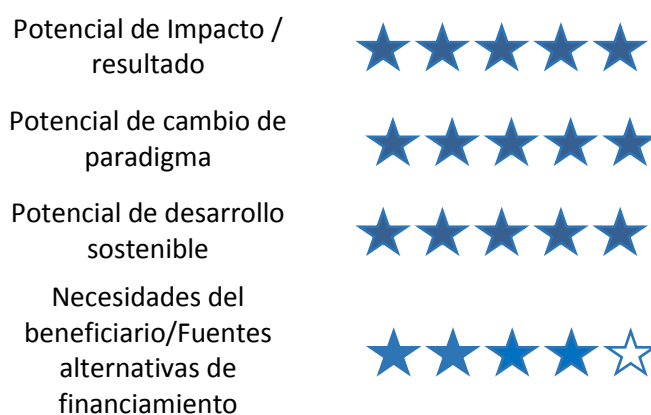 Potencial de Impacto /
resultado
Potencial de cambio de
paradigma
Potencial de desarrollo
sostenible
Necesidades del
beneficiario/Fuentes
alternativas de
financiamiento